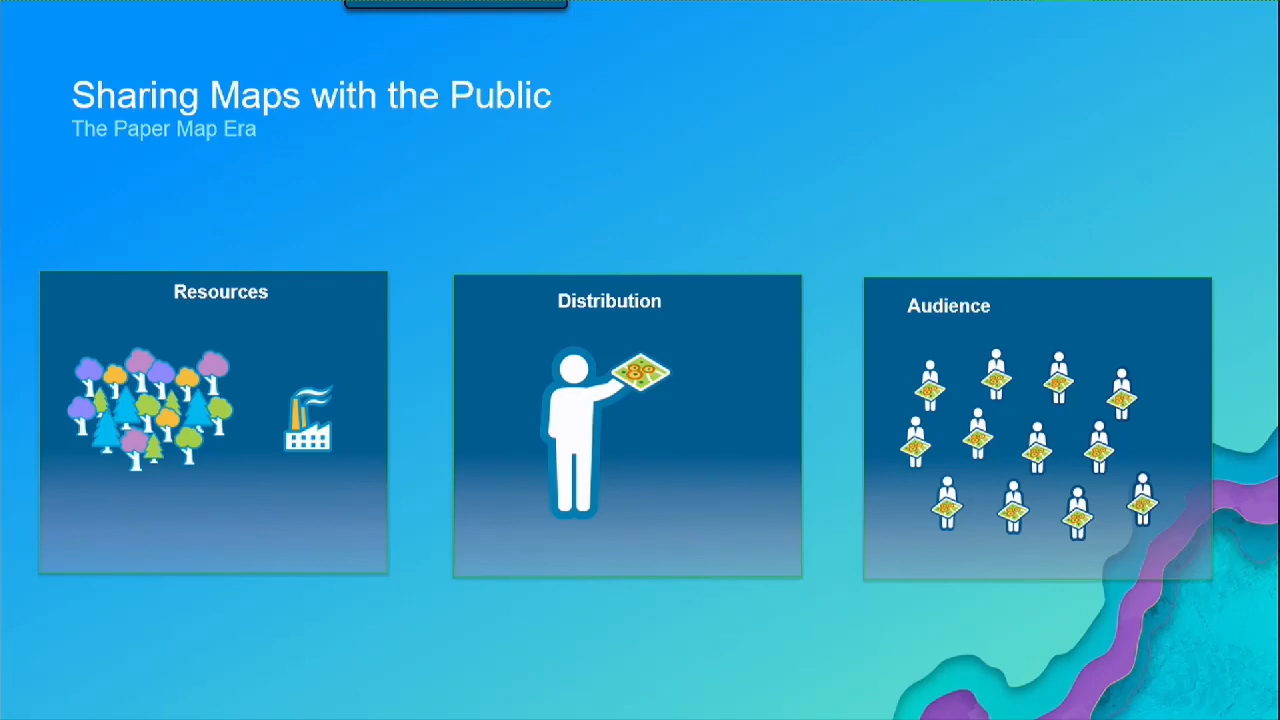 Sharing Maps with the Public
The Paper Map Era
Resources
Distribution
Audience